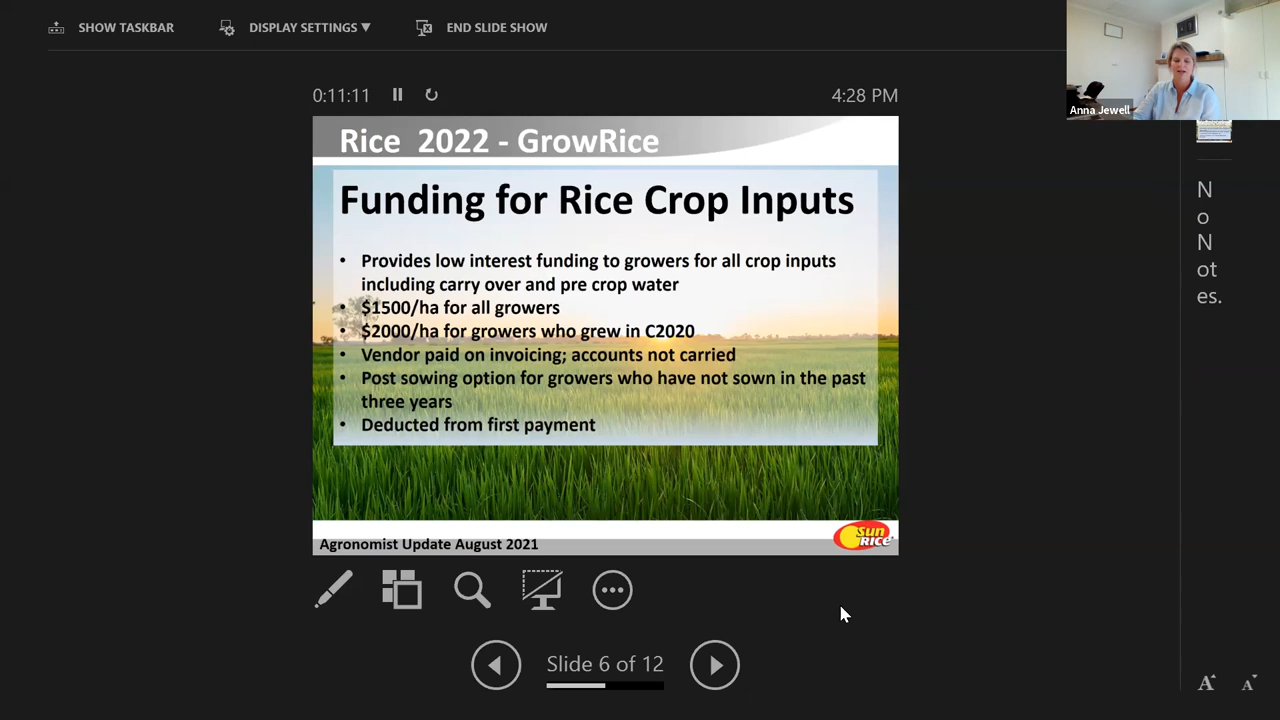 SHOW TASKBAR
DISPLAY SETTINGS ▼
END SLIDE SHOW
Anna Jewell
0:11:11
4:28 PM
Rice 2022 - GrowRice
Funding for Rice Crop Inputs
• Provides low interest funding to growers for all crop inputs
including carry over and pre crop water
• $1500/ha for all growers
• $2000/ha for growers who grew in C2020
• Vendor paid on invoicing; accounts not carried
• Post sowing option for growers who have not sown in the past
three years
• Deducted from first payment
Agronomist Update August 2021
Sun
RICE
N
o
N
ot
es.
Slide 6 of 12
A
A